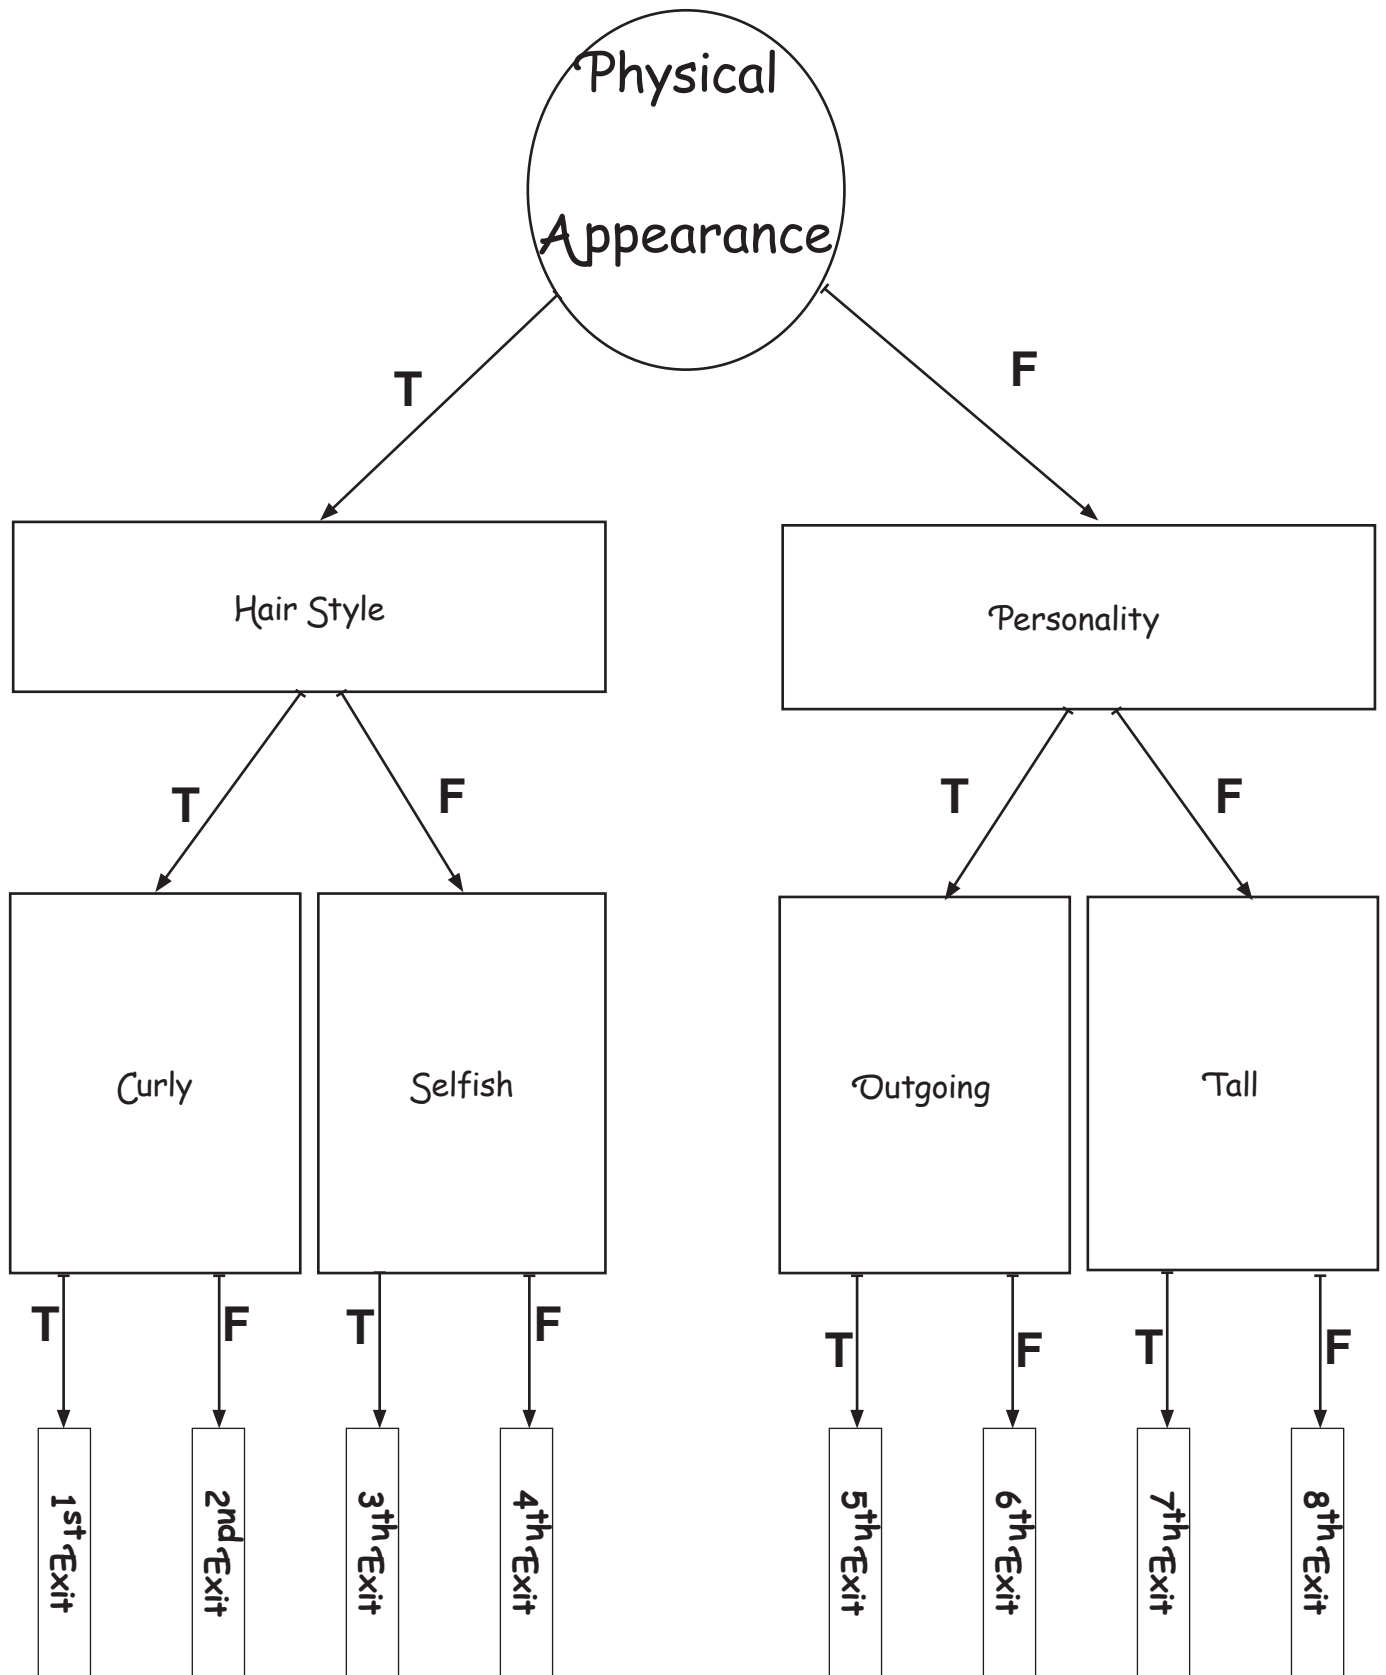 Physical
Appearance
T
F
Hair Style
Personality
T
F
T
F
Curly
Selfish
Outgoing
Tall
T
F
T
F
T
F
T
F
1st Exit
2nd Exit
3th Exit
4th Exit
5th Exit
6th Exit
7th Exit
8th Exit